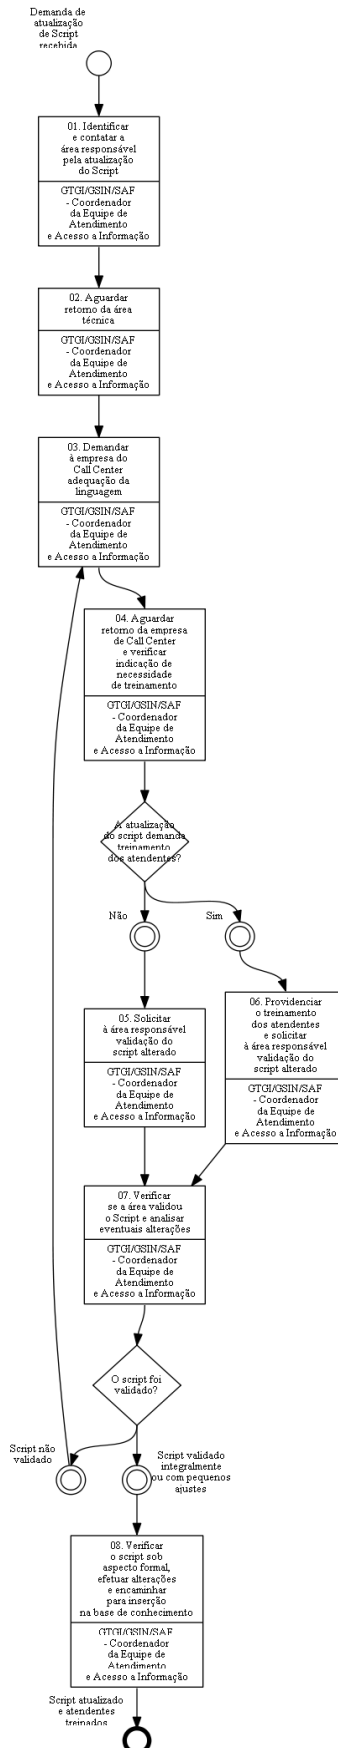 Demanda de
atualização
de Script
recebida
01. Identificar
e contatar a
área responsável
pela atualização
do Script
GTGI/GSIN/SAF
- Coordenador
da Equipe de
Atendimento
e Acesso a Informação
02. Aguardar
retorno da área
técnica
GTGI/GSIN/SAF
- Coordenador
da Equipe de
Atendimento
e Acesso a Informação
03. Demandar
à empresa do
Call Center
adequação da
linguagem
GTGI/GSIN/SAF
- Coordenador
da Equipe de
Atendimento
e Acesso a Informação
04. Aguardar
retorno da empresa
de Call Center
e verificar
indicação de
necessidade
de treinamento
GTGI/GSIN/SAF
- Coordenador
da Equipe de
Atendimento
e Acesso a Informação
A atualização
do script demanda
treinamento
dos atendentes?
Não
Sim
05. Solicitar
à área responsável
validação do
script alterado
GTGI/GSIN/SAF
- Coordenador
da Equipe de
Atendimento
e Acesso a Informação
06. Providenciar
o treinamento
dos atendentes
e solicitar
à área responsável
validação do
script alterado
GTGI/GSIN/SAF
- Coordenador
da Equipe de
Atendimento
e Acesso a Informação
07. Verificar
se a área validou
o Script e analisar
eventuais alterações
GTGI/GSIN/SAF
- Coordenador
da Equipe de
Atendimento
e Acesso a Informação
O script foi
validado?
Script não
validado
Script validado
integralmente
ou com pequenos
ajustes
08. Verificar
o script sob
aspecto formal,
efetuar alterações
e encaminhar
para inserção
na base de conhecimento
GTGI/GSIN/SAF
- Coordenador
da Equipe de
Atendimento
e Acesso a Informação
Script atualizado
e atendentes
treinados